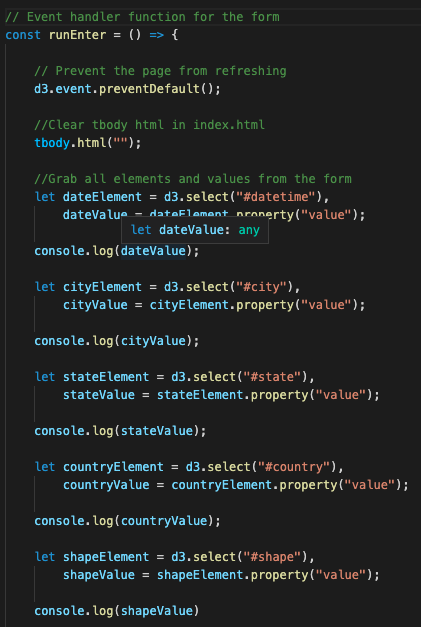 // Event handler function for the form
const runEnter = () => {
// Prevent the page from refreshing
d3.event.preventDefault();
//Clear tbody html in index.html
tbody.html("");
//Grab all elements and values from the form
let dateElement = d3.select("#datetime"),
dateValue = dateElement.property("value");
let dateValue: any
console.log(dateValue);
let cityElement = d3.select("#city"),
cityValue = cityElement.property("value");
console.log(cityValue);
let stateElement = d3.select("#state"),
stateValue = stateElement.property("value");
console.log(stateValue);
let countryElement = d3.select("#country"),
countryValue = countryElement.property("value");
console.log(countryValue);
let shapeElement = d3.select("#shape"),
shapeValue = shapeElement.property("value");
console.log(shapeValue)